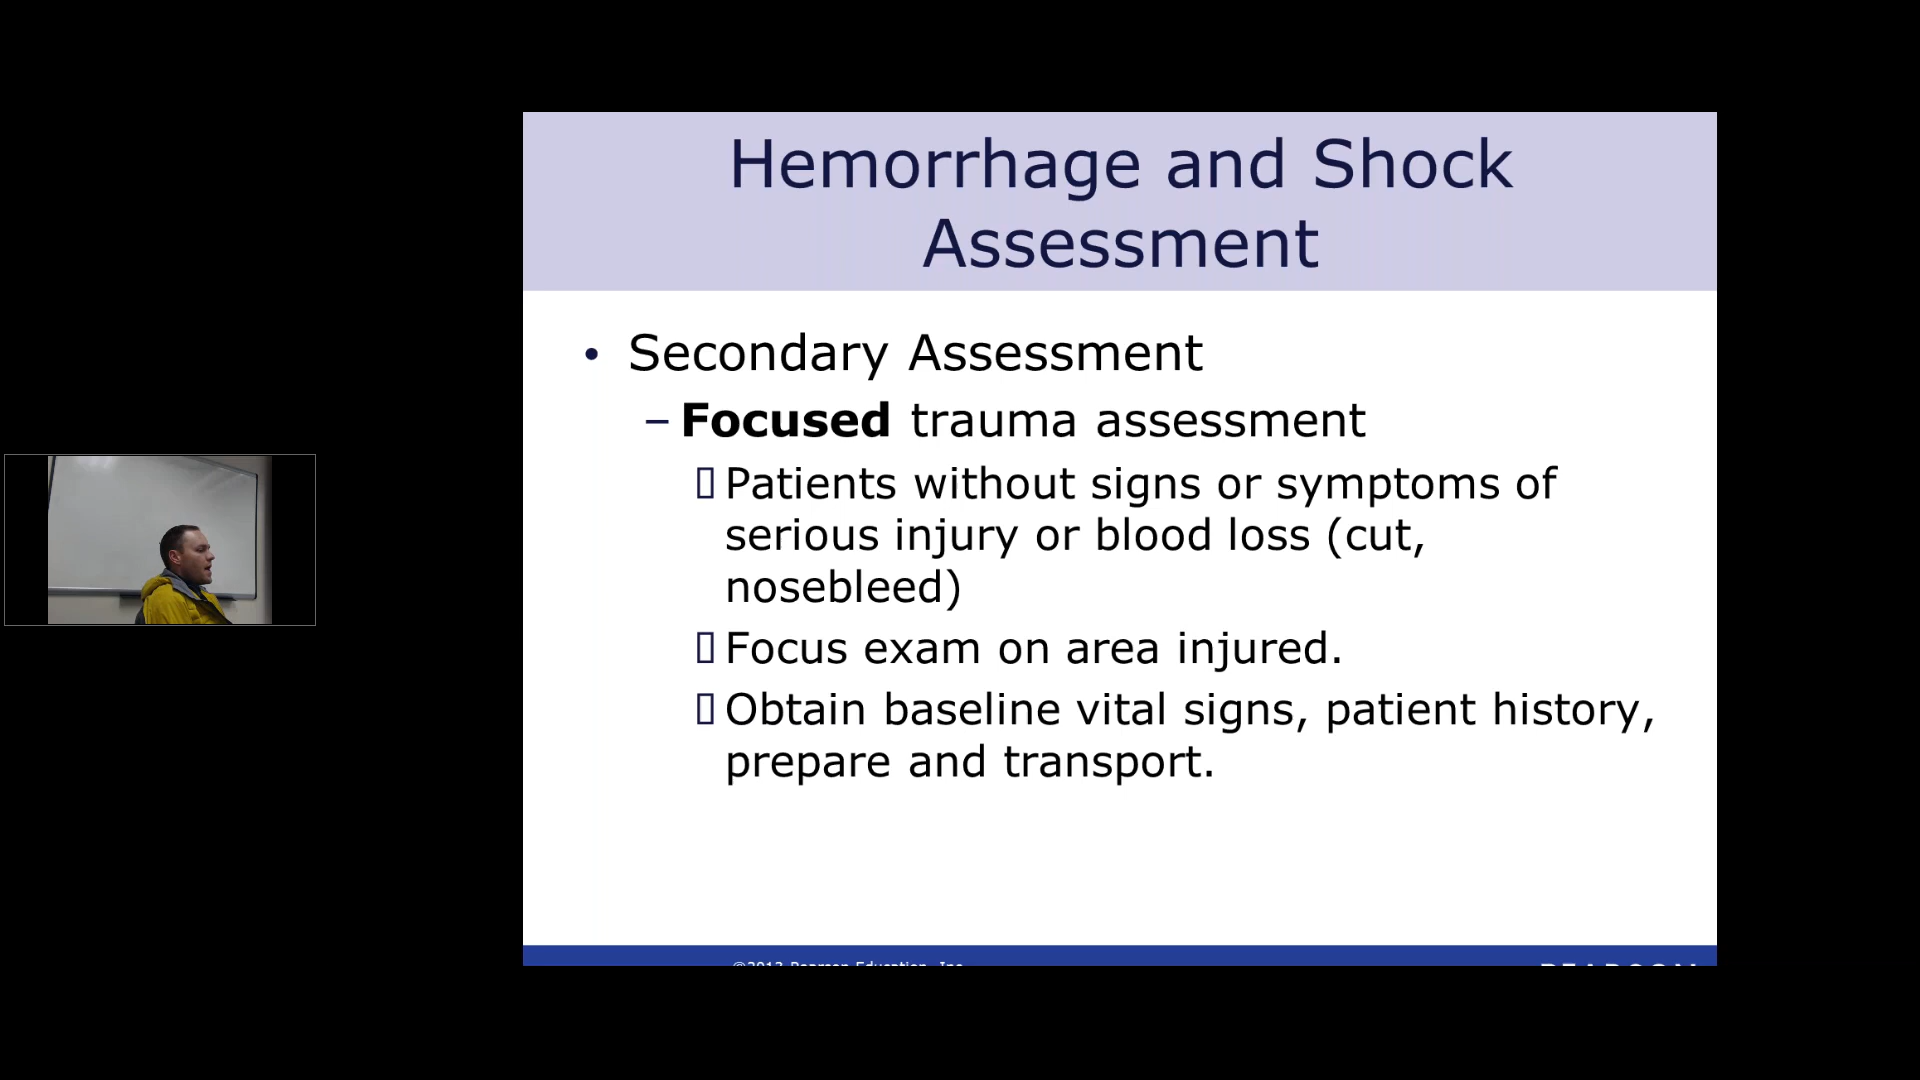 Hemorrhage and Shock
Assessment
• Secondary Assessment
– Focused trauma assessment
Patients without signs or symptoms of
serious injury or blood loss (cut,
nosebleed)
Focus exam on area injured.
Obtain baseline vital signs, patient history,
prepare and transport.
©2013 Pearson Education, Inc.
PEARSON